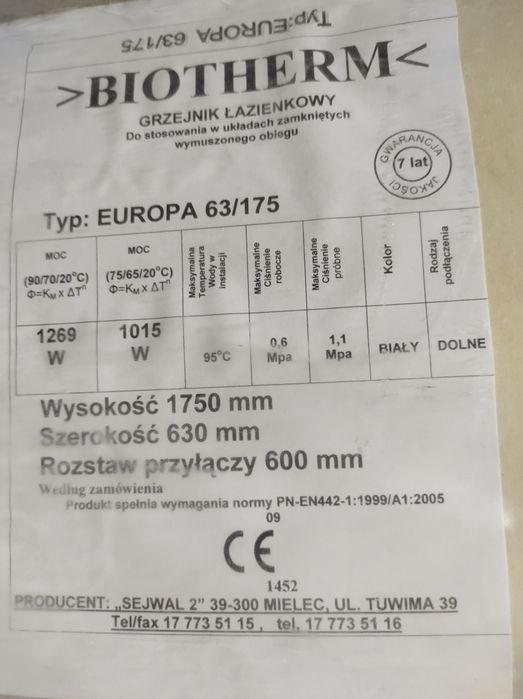 Typ:EUROPA 63/175
>BIOTHERM<
GRZEJNIK ŁAZIENKOWY
Do stosowania w układach zamkniętych
wymuszonego obiegu
GWARANCJA
7 lat
JAKOŚCI
Typ: EUROPA 63/175
MOC
(90/70/20°C)
Φ=KM x ΔTⁿ
MOC
(75/65/20°C)
Φ=KM x ΔTⁿ
Maksymalna
Temperatura
Wody w
instalacji
Maksymalne
Ciśnienie
robocze
Maksymalne
Ciśnienie
próbne
Kolor
Rodzaj
podłączenia
1269
W
1015
W
95°C
0,6
Mpa
1,1
Mpa
BIAŁY
DOLNE
Wysokość 1750 mm
Szerokość 630 mm
Rozstaw przyłączy 600 mm
Według zamówienia
Produkt spełnia wymagania normy PN-EN442-1:1999/A1:2005
09
CE
1452
PRODUCENT: „SEJWAL 2” 39-300 MIELEC, UL. TUWIMA 39
Tel/fax 17 773 51 15 , tel. 17 773 51 16